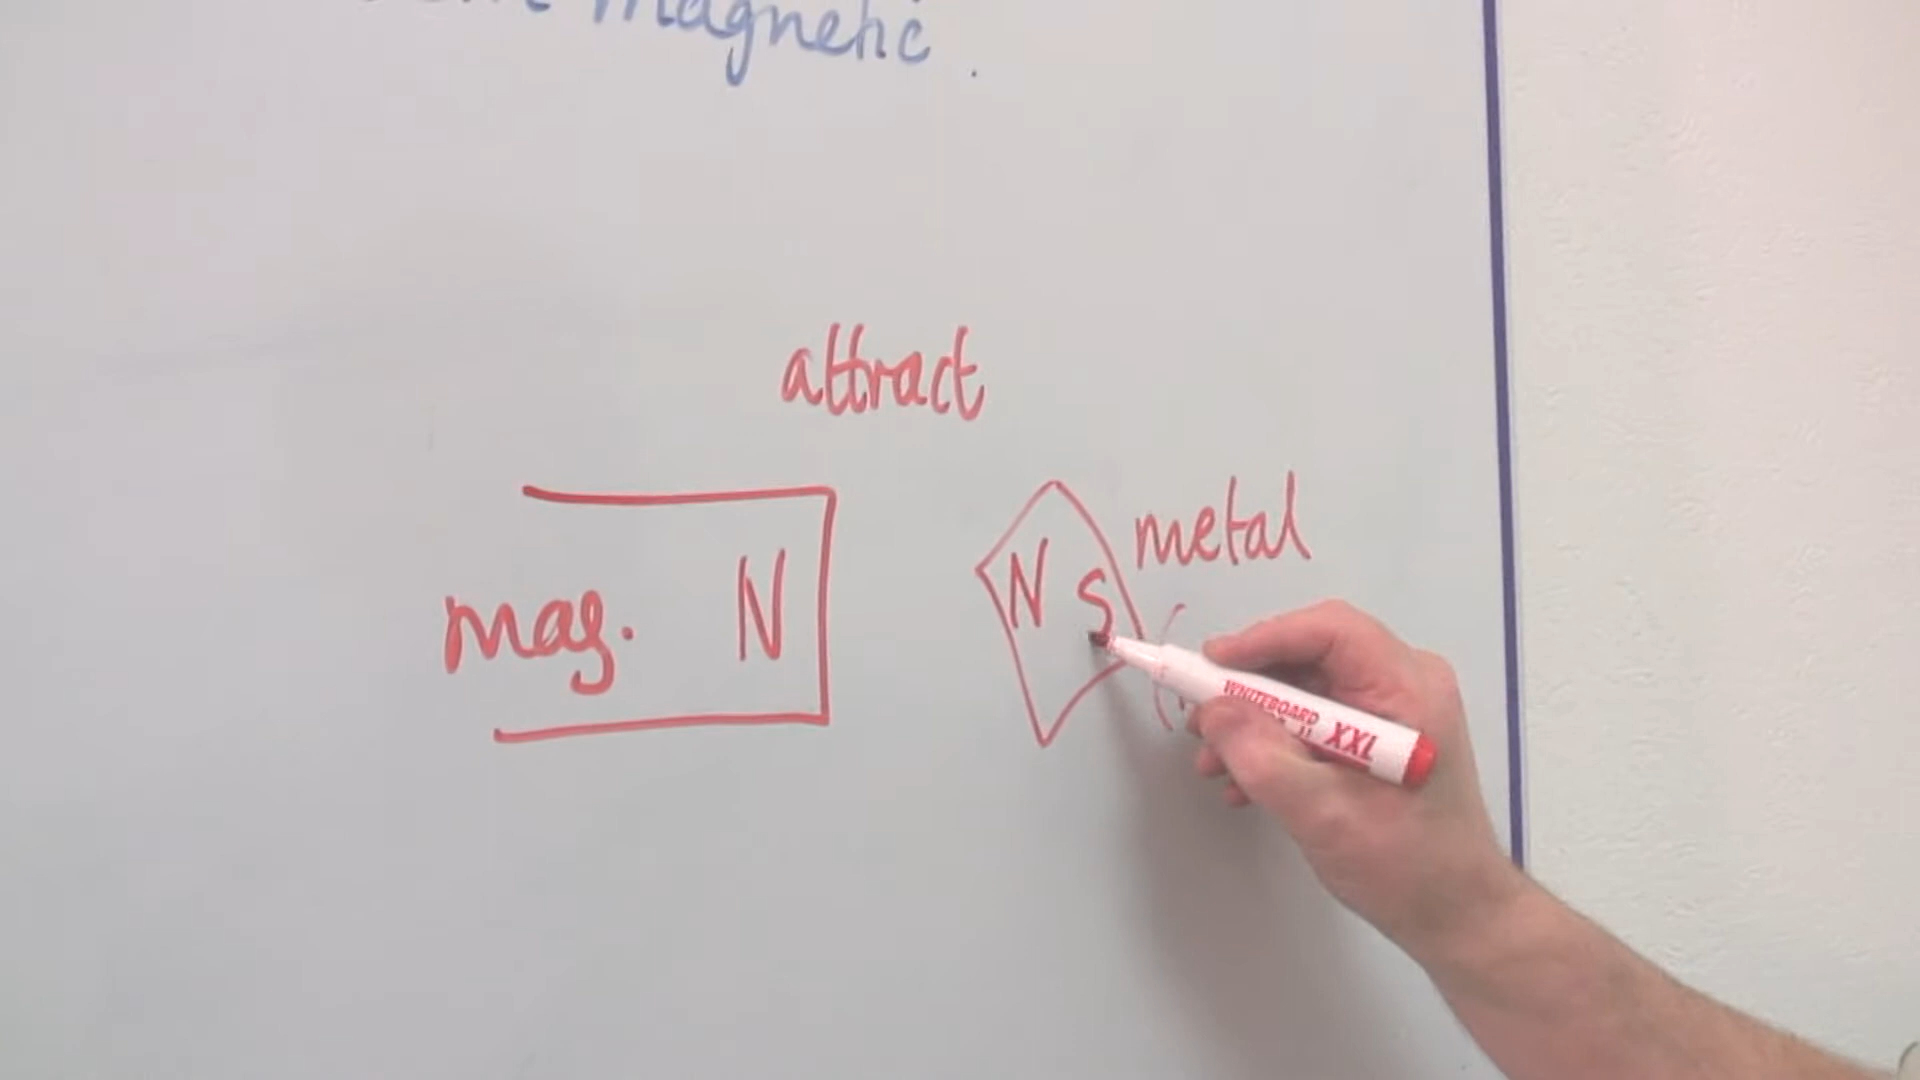 magnetic
attract
metal
N S
mag. N
WHITEBOARD
XXL